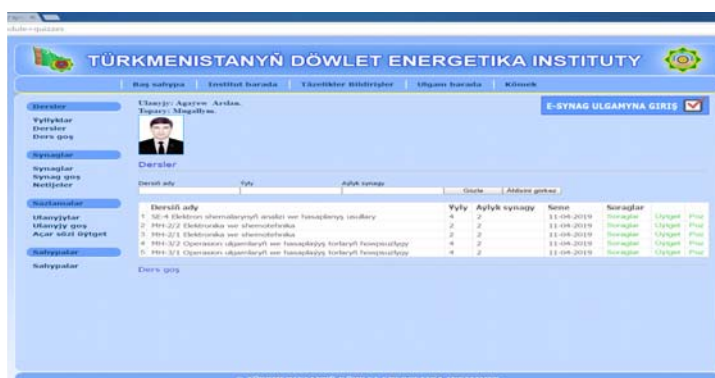 module=quizzes
TÜRKMENISTANYŇ DÖWLET ENERGETIKA INSTITUTY
Baş sahypa | Institut barada | Täzelikler Bildirişler | Ulgam barada | Kömek
Dersler
Ýyllyklar
Dersler
Ders goş
Synaglar
Synaglar
Synag goş
Netijeler
Sazlamalar
Ulanyjylar
Ulanyjy goş
Açar sözi üýtget
Sahypalar
Sahypalar
Ulanyjy: Agayew Arslan.
Topary: Mugallym.
E-SYNAG ULGAMYNA GIRIŞ
Dersler
Dersiň ady Ýyly Aýlyk synagy
Gözle Ählisini görkez
Dersiň ady Ýyly Aýlyk synagy Sene Soraglar
1 SE-4 Elektron shemalarynyň analizi we hasaplanyş usullary 4 2 11-04-2019 Soraglar Üýtget Poz
2 MH-2/2 Elektronika we shemotehnika 2 2 11-04-2019 Soraglar Üýtget Poz
3 MH-2/1 Elektronika we shemotehnika 2 2 11-04-2019 Soraglar Üýtget Poz
4 MH-3/2 Operasion ulgamlaryň we hasaplaýyş torlaryň howpsuzlygy 4 2 11-04-2019 Soraglar Üýtget Poz
5 MH-3/1 Operasion ulgamlaryň we hasaplaýyş torlaryň howpsuzlygy 4 2 11-04-2019 Soraglar Üýtget Poz
Ders goş